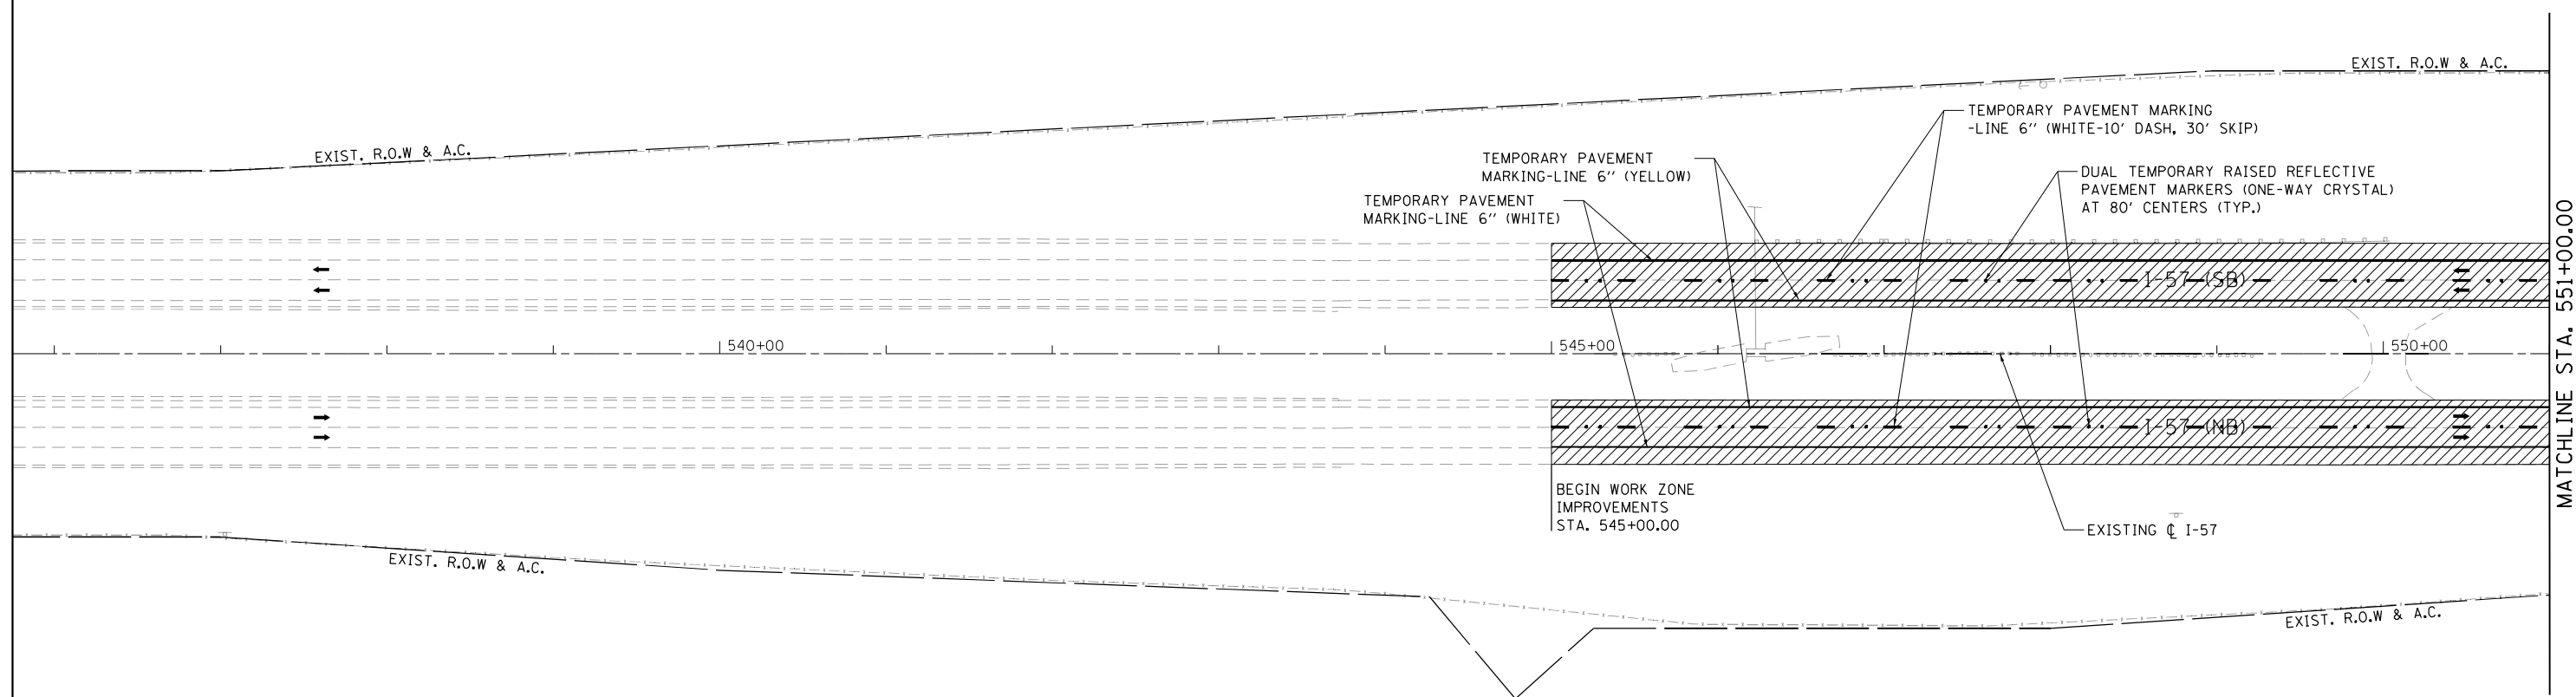 EXIST. R.O.W & A.C.
EXIST. R.O.W & A.C.
TEMPORARY PAVEMENT MARKING
-LINE 6'' (WHITE-10' DASH, 30' SKIP)
TEMPORARY PAVEMENT
MARKING-LINE 6'' (YELLOW)
DUAL TEMPORARY RAISED REFLECTIVE
PAVEMENT MARKERS (ONE-WAY CRYSTAL)
AT 80' CENTERS (TYP.)
TEMPORARY PAVEMENT
MARKING-LINE 6'' (WHITE)
I-57 (SB)
540+00
545+00
550+00
I-57 (NB)
BEGIN WORK ZONE
IMPROVEMENTS
STA. 545+00.00
EXISTING ℄ I-57
EXIST. R.O.W & A.C.
EXIST. R.O.W & A.C.
MATCHLINE STA. 551+00.00